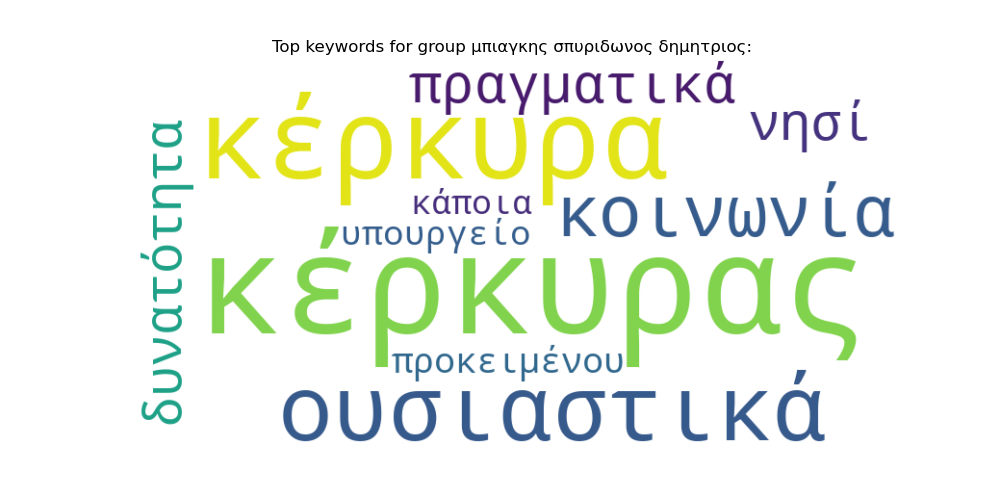 Top keywords for group μπιαγκης σπυριδωνος δημητριος:
πραγματικά
κέρκυρα
νησί
κάποια
κοινωνία
υπουργείο
δυνατότητα
κέρκυρας
προκειμένου
ουσιαστικά